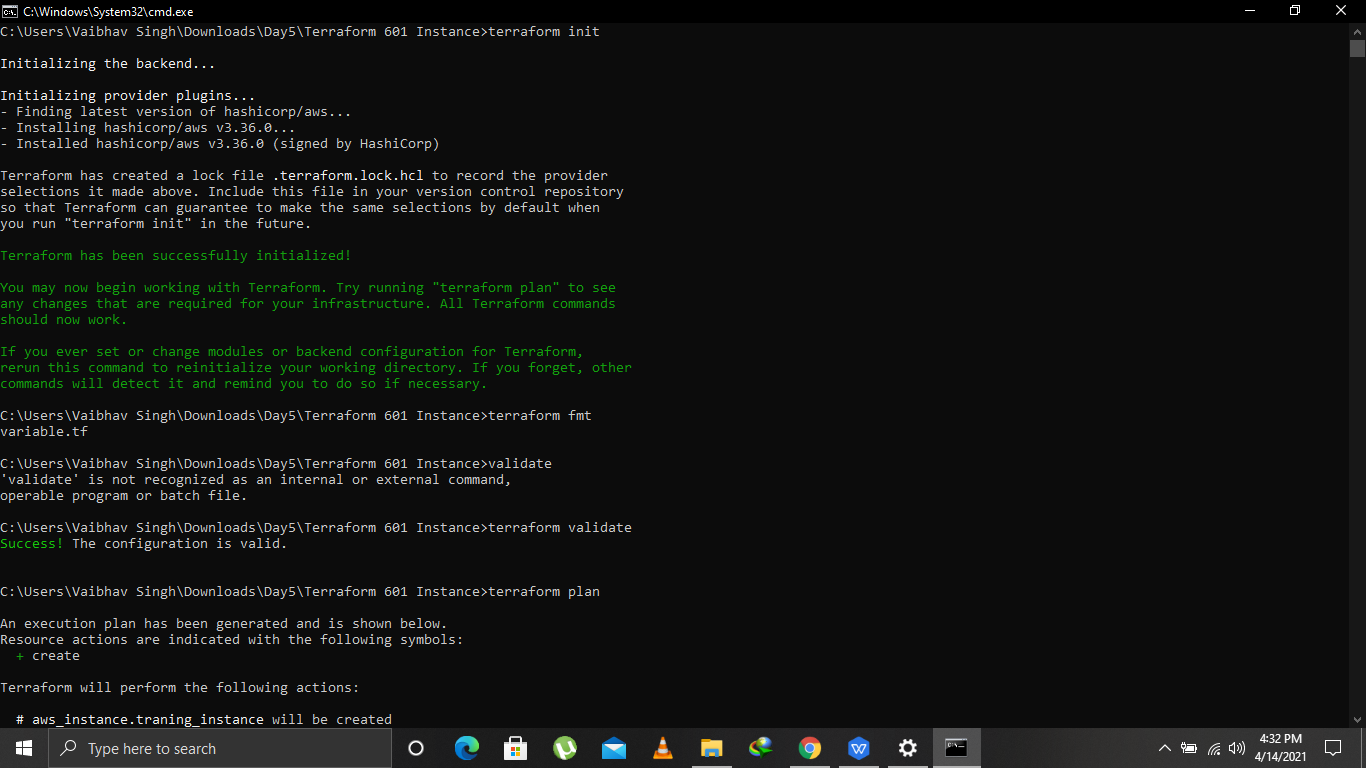 C:\Windows\System32\cmd.exe
C:\Users\Vaibhav Singh\Downloads\Day5\Terraform 601 Instance>terraform init
Initializing the backend...
Initializing provider plugins...
- Finding latest version of hashicorp/aws...
- Installing hashicorp/aws v3.36.0...
- Installed hashicorp/aws v3.36.0 (signed by HashiCorp)
Terraform has created a lock file .terraform.lock.hcl to record the provider
selections it made above. Include this file in your version control repository
so that Terraform can guarantee to make the same selections by default when
you run "terraform init" in the future.
Terraform has been successfully initialized!
You may now begin working with Terraform. Try running "terraform plan" to see
any changes that are required for your infrastructure. All Terraform commands
should now work.
If you ever set or change modules or backend configuration for Terraform,
rerun this command to reinitialize your working directory. If you forget, other
commands will detect it and remind you to do so if necessary.
C:\Users\Vaibhav Singh\Downloads\Day5\Terraform 601 Instance>terraform fmt
variable.tf
C:\Users\Vaibhav Singh\Downloads\Day5\Terraform 601 Instance>validate
'validate' is not recognized as an internal or external command,
operable program or batch file.
C:\Users\Vaibhav Singh\Downloads\Day5\Terraform 601 Instance>terraform validate
Success! The configuration is valid.
C:\Users\Vaibhav Singh\Downloads\Day5\Terraform 601 Instance>terraform plan
An execution plan has been generated and is shown below.
Resource actions are indicated with the following symbols:
+ create
Terraform will perform the following actions:
# aws_instance.traning_instance will be created
Type here to search
4:32 PM
4/14/2021